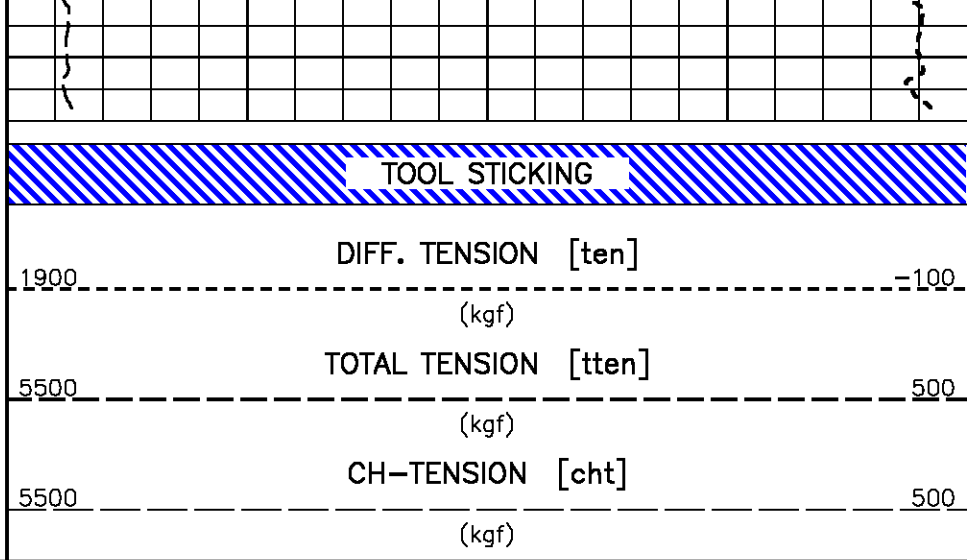 TOOL STICKING
DIFF. TENSION [ten]
1900 -100
(kgf)
TOTAL TENSION [tten]
5500 500
(kgf)
CH-TENSION [cht]
5500 500
(kgf)